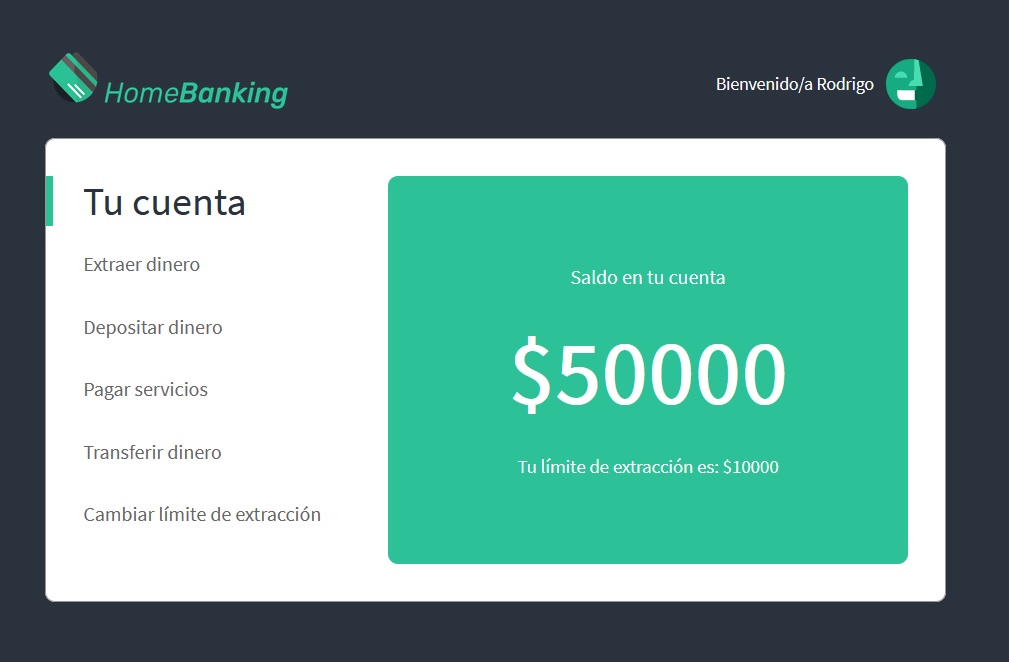 HomeBanking
Bienvenido/a Rodrigo
Tu cuenta
Extraer dinero
Depositar dinero
Pagar servicios
Transferir dinero
Cambiar límite de extracción
Saldo en tu cuenta
$50000
Tu límite de extracción es: $10000